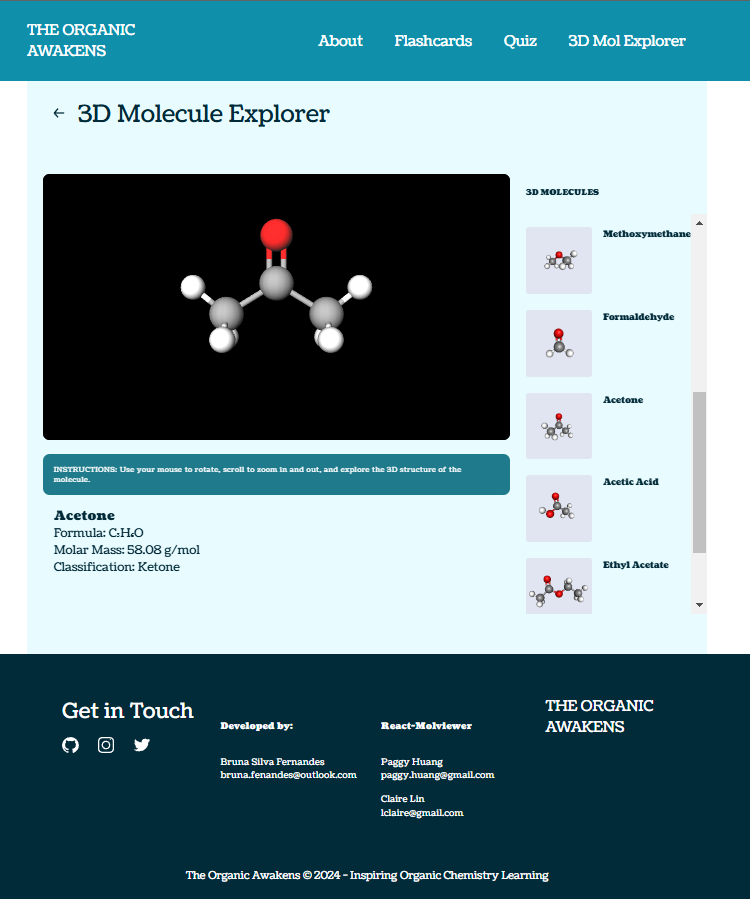 THE ORGANIC
AWAKENS
About
Flashcards
Quiz
3D Mol Explorer
← 3D Molecule Explorer
3D MOLECULES
Methoxymethane
Formaldehyde
Acetone
Acetic Acid
Ethyl Acetate
INSTRUCTIONS: Use your mouse to rotate, scroll to zoom in and out, and explore the 3D structure of the
molecule.
Acetone
Formula: C₃H₆O
Molar Mass: 58.08 g/mol
Classification: Ketone
Get in Touch
Developed by:
Bruna Silva Fernandes
bruna.fenandes@outlook.com
React-Molviewer
Paggy Huang
paggy.huang@gmail.com
Claire Lin
lclaire@gmail.com
THE ORGANIC
AWAKENS
The Organic Awakens © 2024 - Inspiring Organic Chemistry Learning